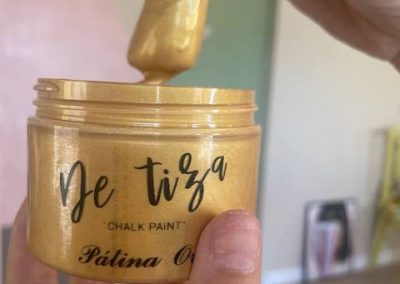 De tiza
"CHALK PAINT"
Pátina